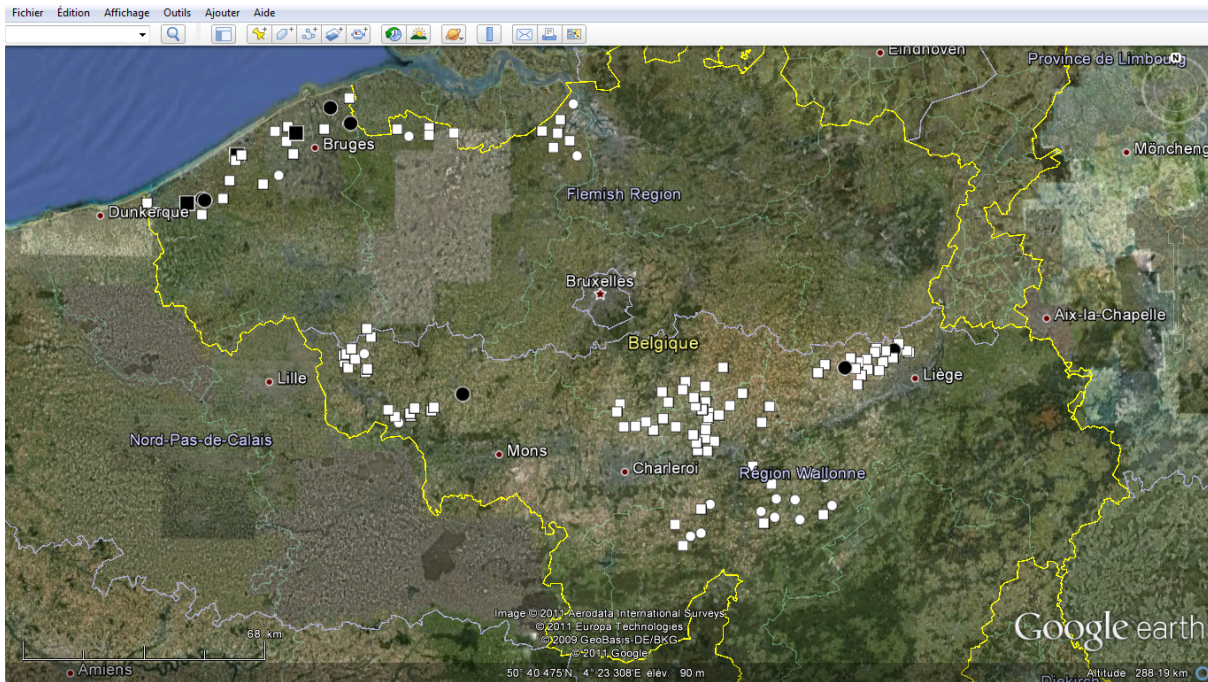 Fichier Édition Affichage Outils Ajouter Aide
Eindhoven
Province de Limbourg
N
Bruges
Möncheng
Flemish Region
Dunkerque
Bruxelles
Aix-la-Chapelle
Belgique
Lille
Liège
Nord-Pas-de-Calais
Mons
Charleroi
Région Wallonne
Image © 2011 Aerodata International Surveys
© 2011 Europa Technologies
© 2009 GeoBasis-DE/BKG
© 2011 Google
Google earth
68 km
Amiens
50° 40 475'N 4° 23 308'E élév. 90 m
Diekirch
Altitude 288·19 km